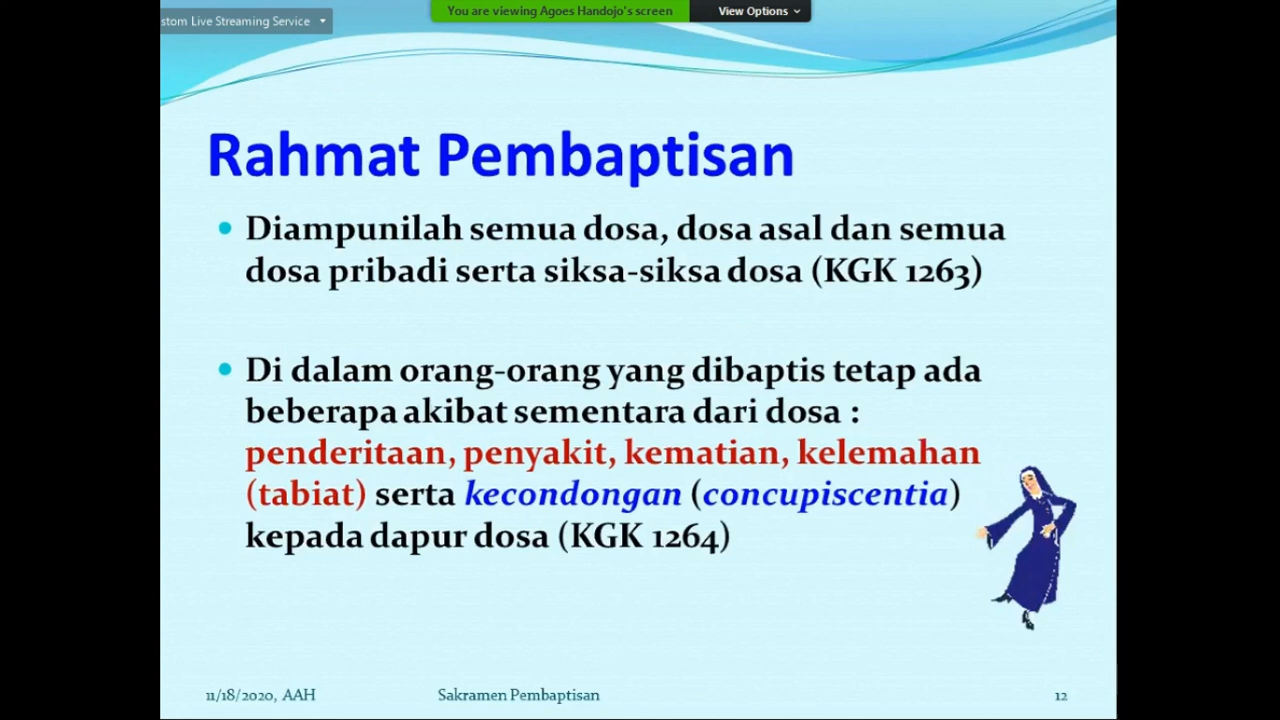 stom Live Streaming Service
You are viewing Agoes Handojo's screen
View Options
Rahmat Pembaptisan
Diampunilah semua dosa, dosa asal dan semua
dosa pribadi serta siksa-siksa dosa (KGK 1263)
Di dalam orang-orang yang dibaptis tetap ada
beberapa akibat sementara dari dosa :
penderitaan, penyakit, kematian, kelemahan
(tabiat) serta kecondongan (concupiscentia)
kepada dapur dosa (KGK 1264)
11/18/2020, AAH
Sakramen Pembaptisan
12